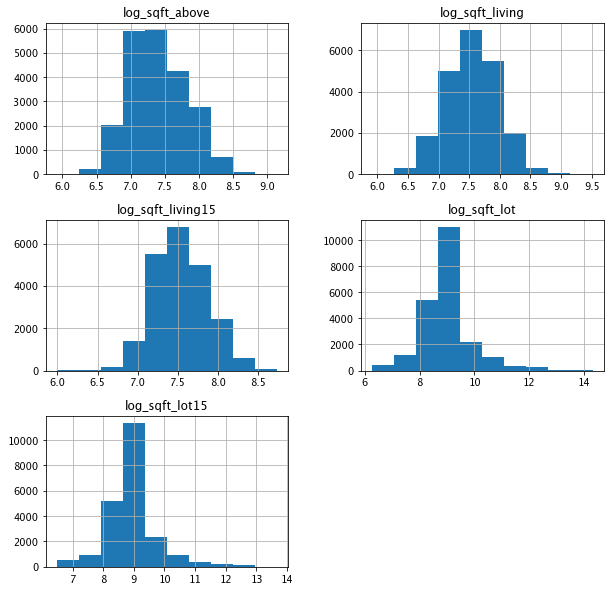 log_sqft_above
6000
5000
4000
3000
2000
1000
0
6.0 6.5 7.0 7.5 8.0 8.5 9.0
log_sqft_living
6000
4000
2000
0
6.0 6.5 7.0 7.5 8.0 8.5 9.0 9.5
log_sqft_living15
6000
4000
2000
0
6.0 6.5 7.0 7.5 8.0 8.5
log_sqft_lot
10000
8000
6000
4000
2000
0
6 8 10 12 14
log_sqft_lot15
10000
8000
6000
4000
2000
0
7 8 9 10 11 12 13 14